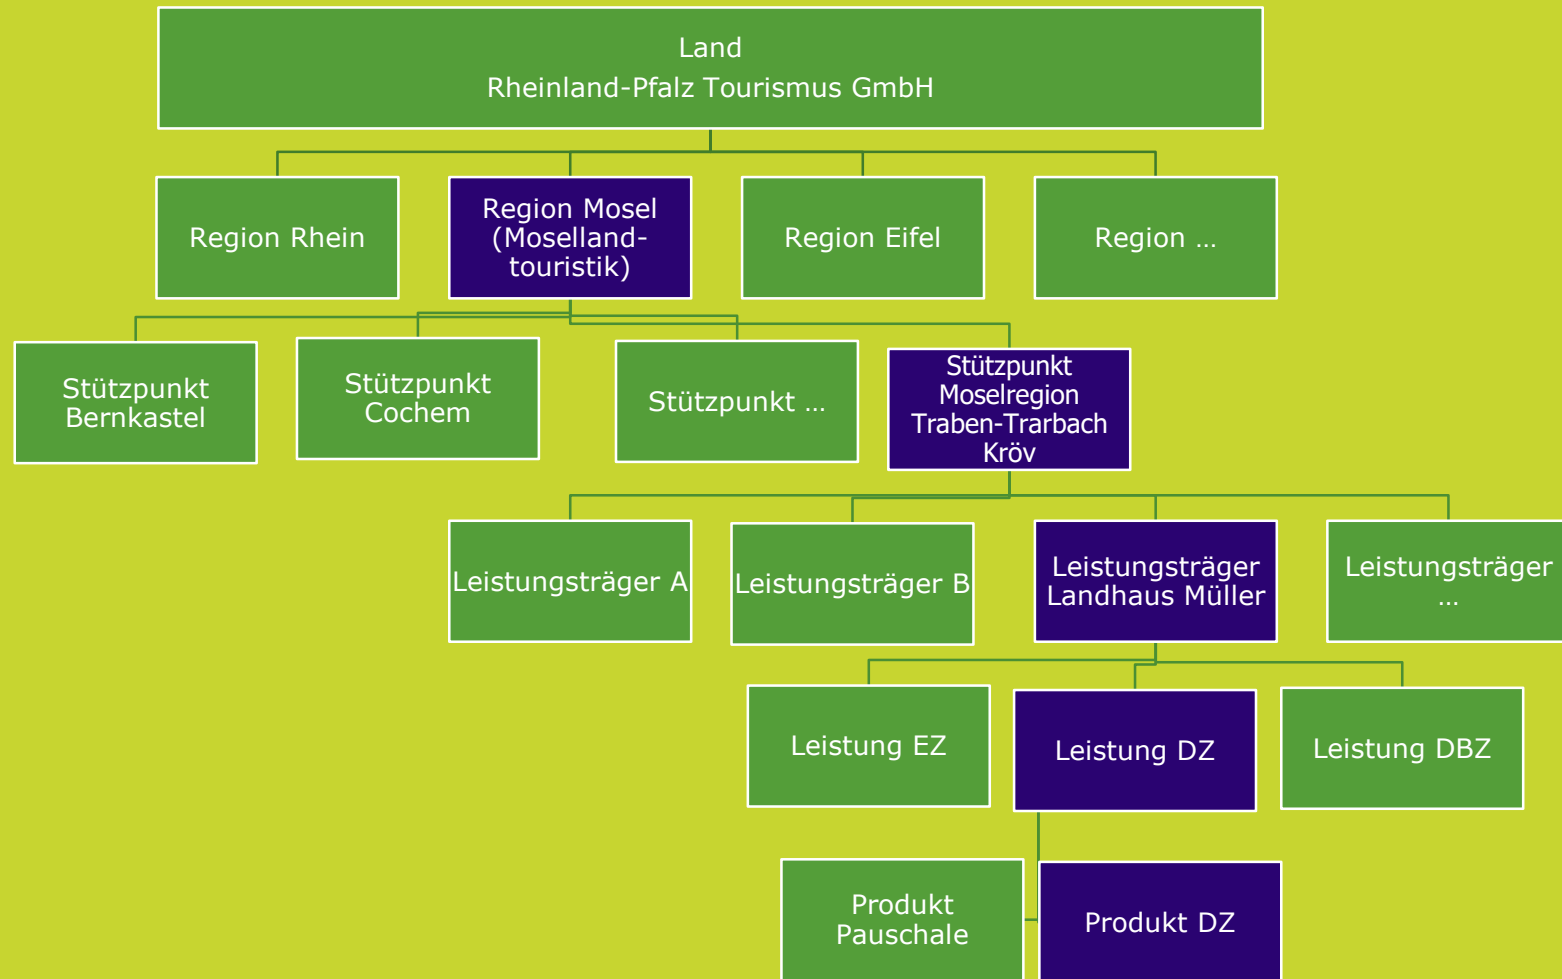 Land
Rheinland-Pfalz Tourismus GmbH
Region Rhein
Region Mosel
(Moselland-
touristik)
Region Eifel
Region …
Stützpunkt
Bernkastel
Stützpunkt
Cochem
Stützpunkt …
Stützpunkt
Moselregion
Traben-Trarbach
Kröv
Leistungsträger A
Leistungsträger B
Leistungsträger
Landhaus Müller
Leistungsträger
…
Leistung EZ
Leistung DZ
Leistung DBZ
Produkt
Pauschale
Produkt DZ